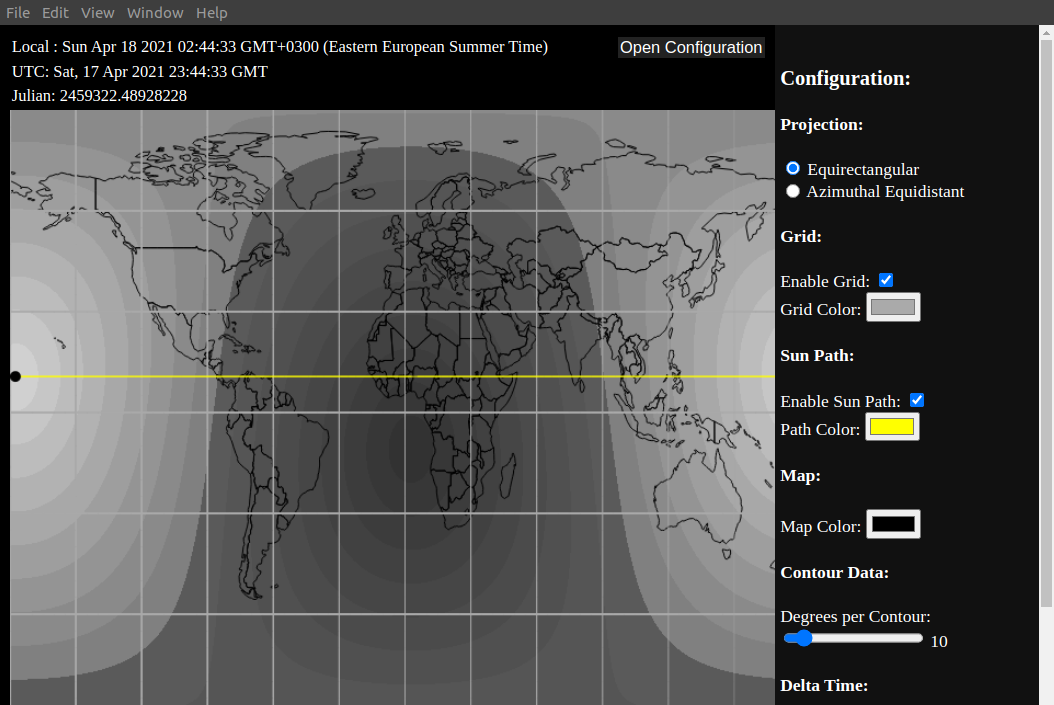 File Edit View Window Help
Local : Sun Apr 18 2021 02:44:33 GMT+0300 (Eastern European Summer Time)
Open Configuration
UTC: Sat, 17 Apr 2021 23:44:33 GMT
Julian: 2459322.48928228
Configuration:
Projection:
Equirectangular
Azimuthal Equidistant
Grid:
Enable Grid:
Grid Color:
Sun Path:
Enable Sun Path:
Path Color:
Map:
Map Color:
Contour Data:
Degrees per Contour:
10
Delta Time: